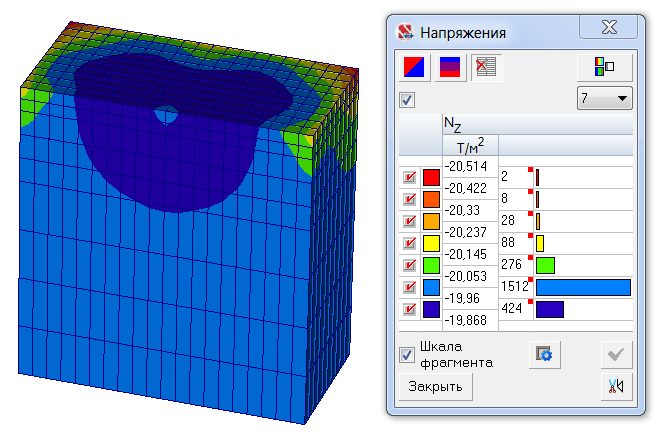 Напряжения
7
NZ
Т/м2
-20,514
2
-20,422
8
-20,33
28
-20,237
88
-20,145
276
-20,053
1512
-19,96
424
-19,868
Шкала
фрагмента
Закрыть